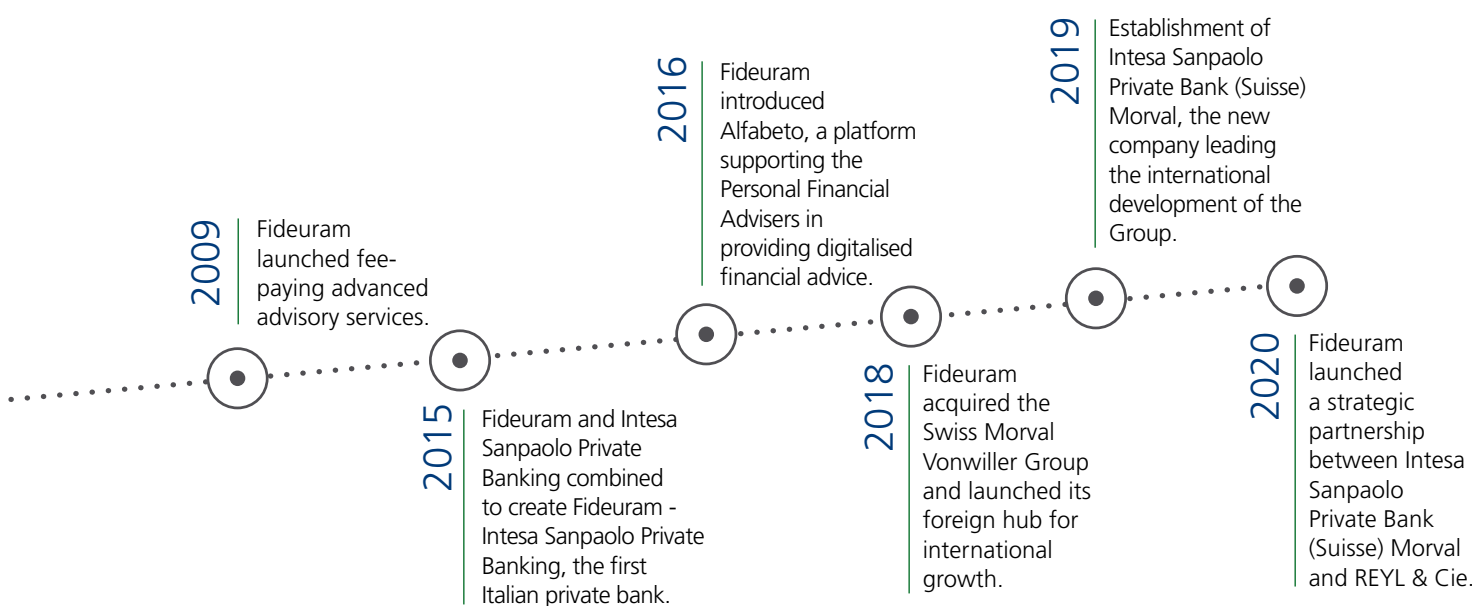 2009
Fideuram
launched fee-
paying advanced
advisory services.
2015
Fideuram and Intesa
Sanpaolo Private
Banking combined
to create Fideuram -
Intesa Sanpaolo Private
Banking, the first
Italian private bank.
2016
Fideuram
introduced
Alfabeto, a platform
supporting the
Personal Financial
Advisers in
providing digitalised
financial advice.
2018
Fideuram
acquired the
Swiss Morval
Vonwiller Group
and launched its
foreign hub for
international
growth.
2019
Establishment of
Intesa Sanpaolo
Private Bank (Suisse)
Morval, the new
company leading
the international
development of the
Group.
2020
Fideuram
launched
a strategic
partnership
between Intesa
Sanpaolo
Private Bank
(Suisse) Morval
and REYL & Cie.